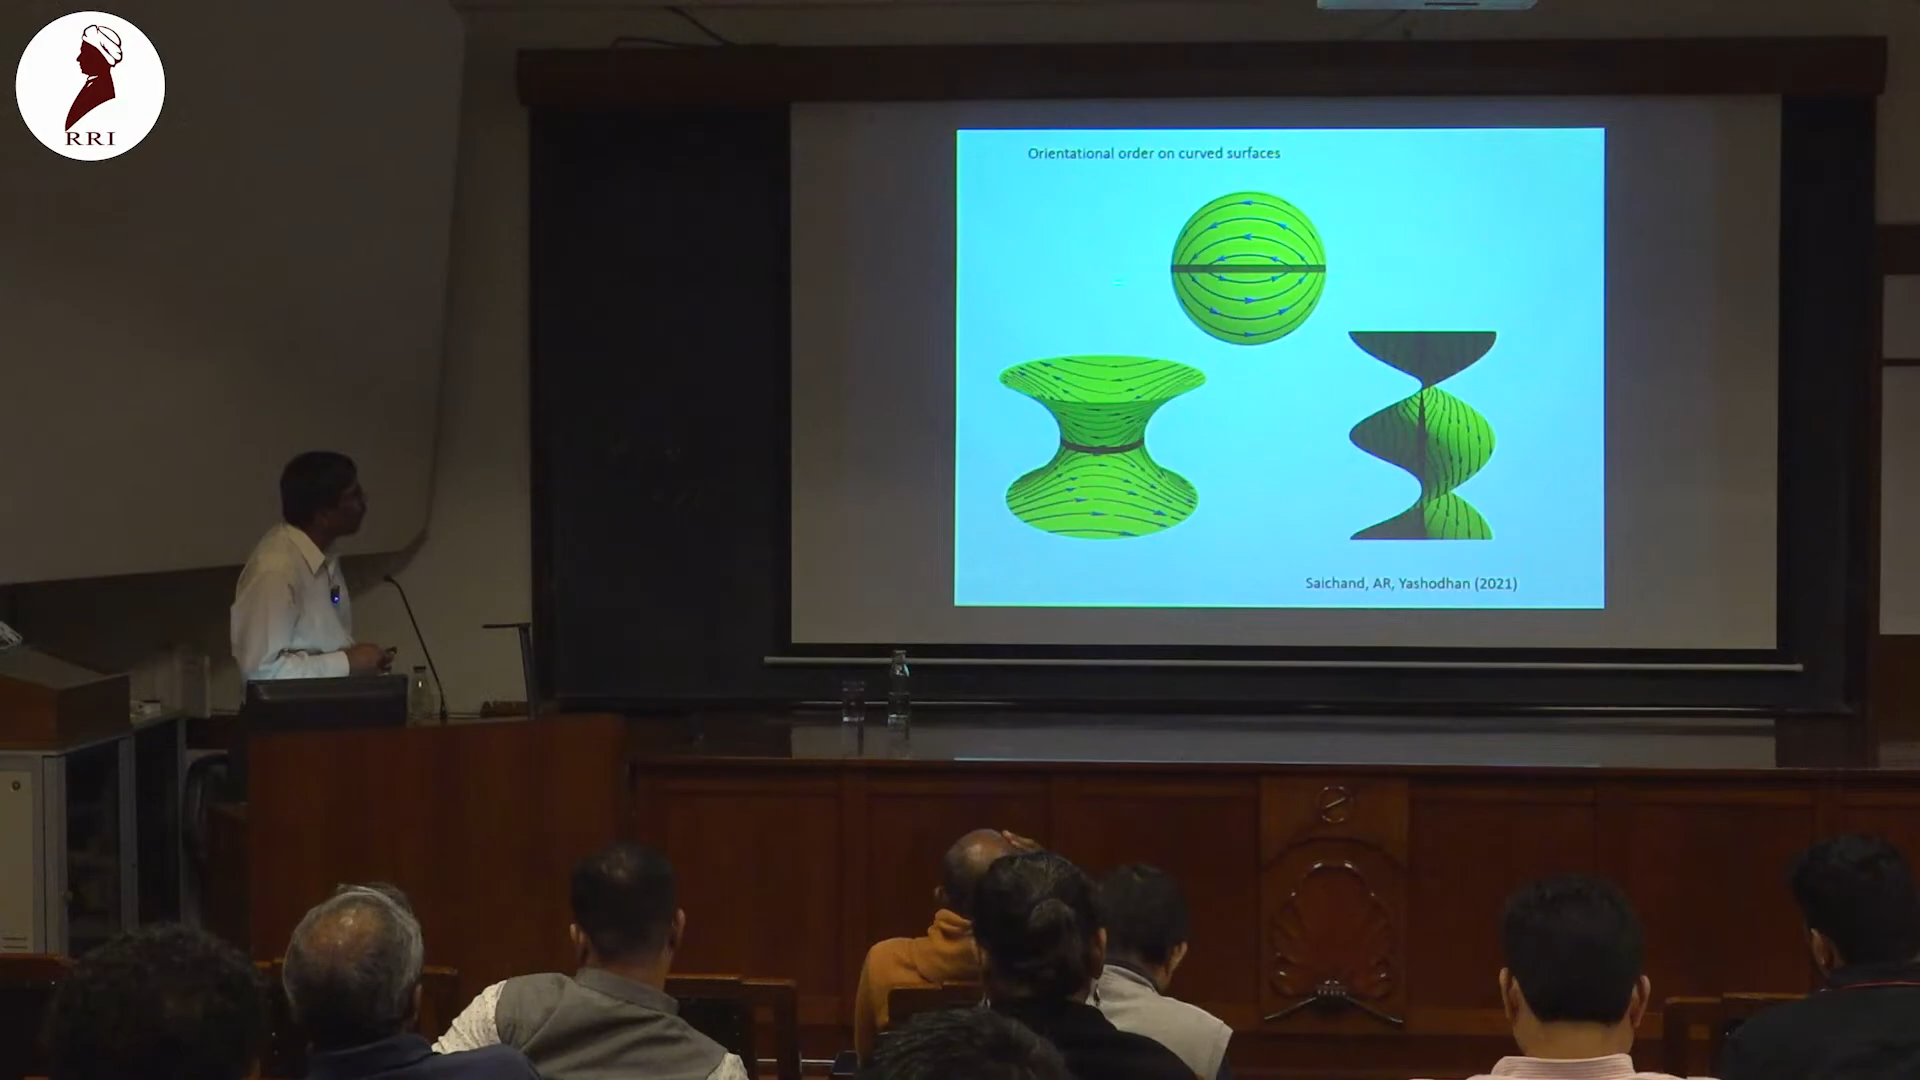 RRI
Orientational order on curved surfaces
Saichand, AR, Yashodhan (2021)